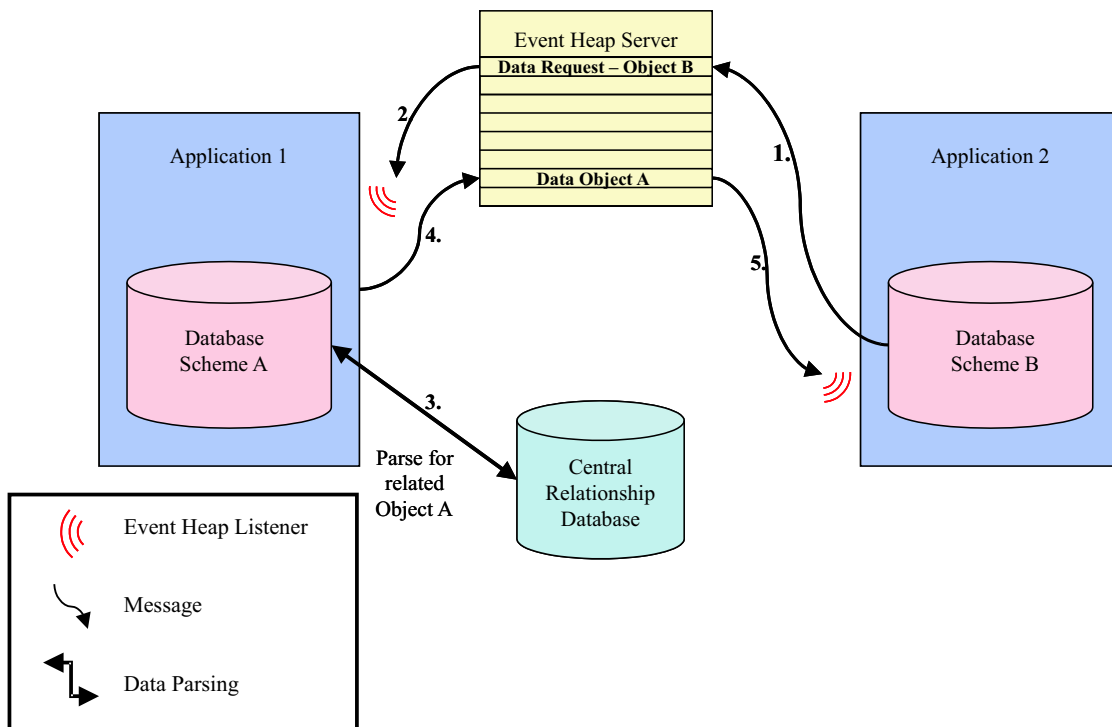 Event Heap Server
Data Request – Object B
2.
1.
Application 1
Application 2
Data Object A
4.
5.
Database
Scheme A
Database
Scheme B
3.
Parse for
related
Object A
Central
Relationship
Database
Event Heap Listener
Message
Data Parsing